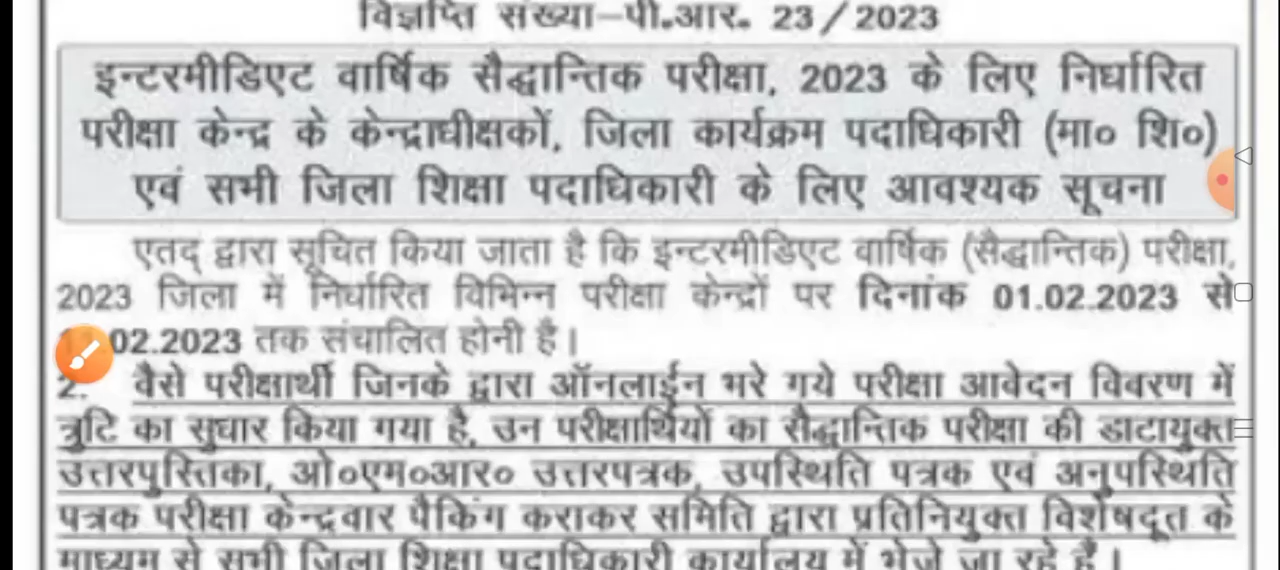 विज्ञप्ति संख्या–पी.आर. 23/2023
इन्टरमीडिएट वार्षिक सैद्धान्तिक परीक्षा, 2023 के लिए निर्धारित
परीक्षा केन्द्र के केन्द्राधीक्षकों, जिला कार्यक्रम पदाधिकारी (मा० शि०)
एवं सभी जिला शिक्षा पदाधिकारी के लिए आवश्यक सूचना
एतद् द्वारा सूचित किया जाता है कि इन्टरमीडिएट वार्षिक (सैद्धान्तिक) परीक्षा,
2023 जिला में निर्धारित विभिन्न परीक्षा केन्द्रों पर दिनांक 01.02.2023 से
02.2023 तक संचालित होनी है।
2. वैसे परीक्षार्थी जिनके द्वारा ऑनलाईन भरे गये परीक्षा आवेदन विवरण में
त्रुटि का सुधार किया गया है, उन परीक्षार्थियों का सैद्धान्तिक परीक्षा की डाटायुक्त
उत्तरपुस्तिका, ओ०एम०आर० उत्तरपत्रक, उपस्थिति पत्रक एवं अनुपस्थिति
पत्रक परीक्षा केन्द्रवार पैकिंग कराकर समिति द्वारा प्रतिनियुक्त विशेषदूत के
माध्यम से सभी जिला शिक्षा पदाधिकारी कार्यालय में भेजे जा रहे हैं।